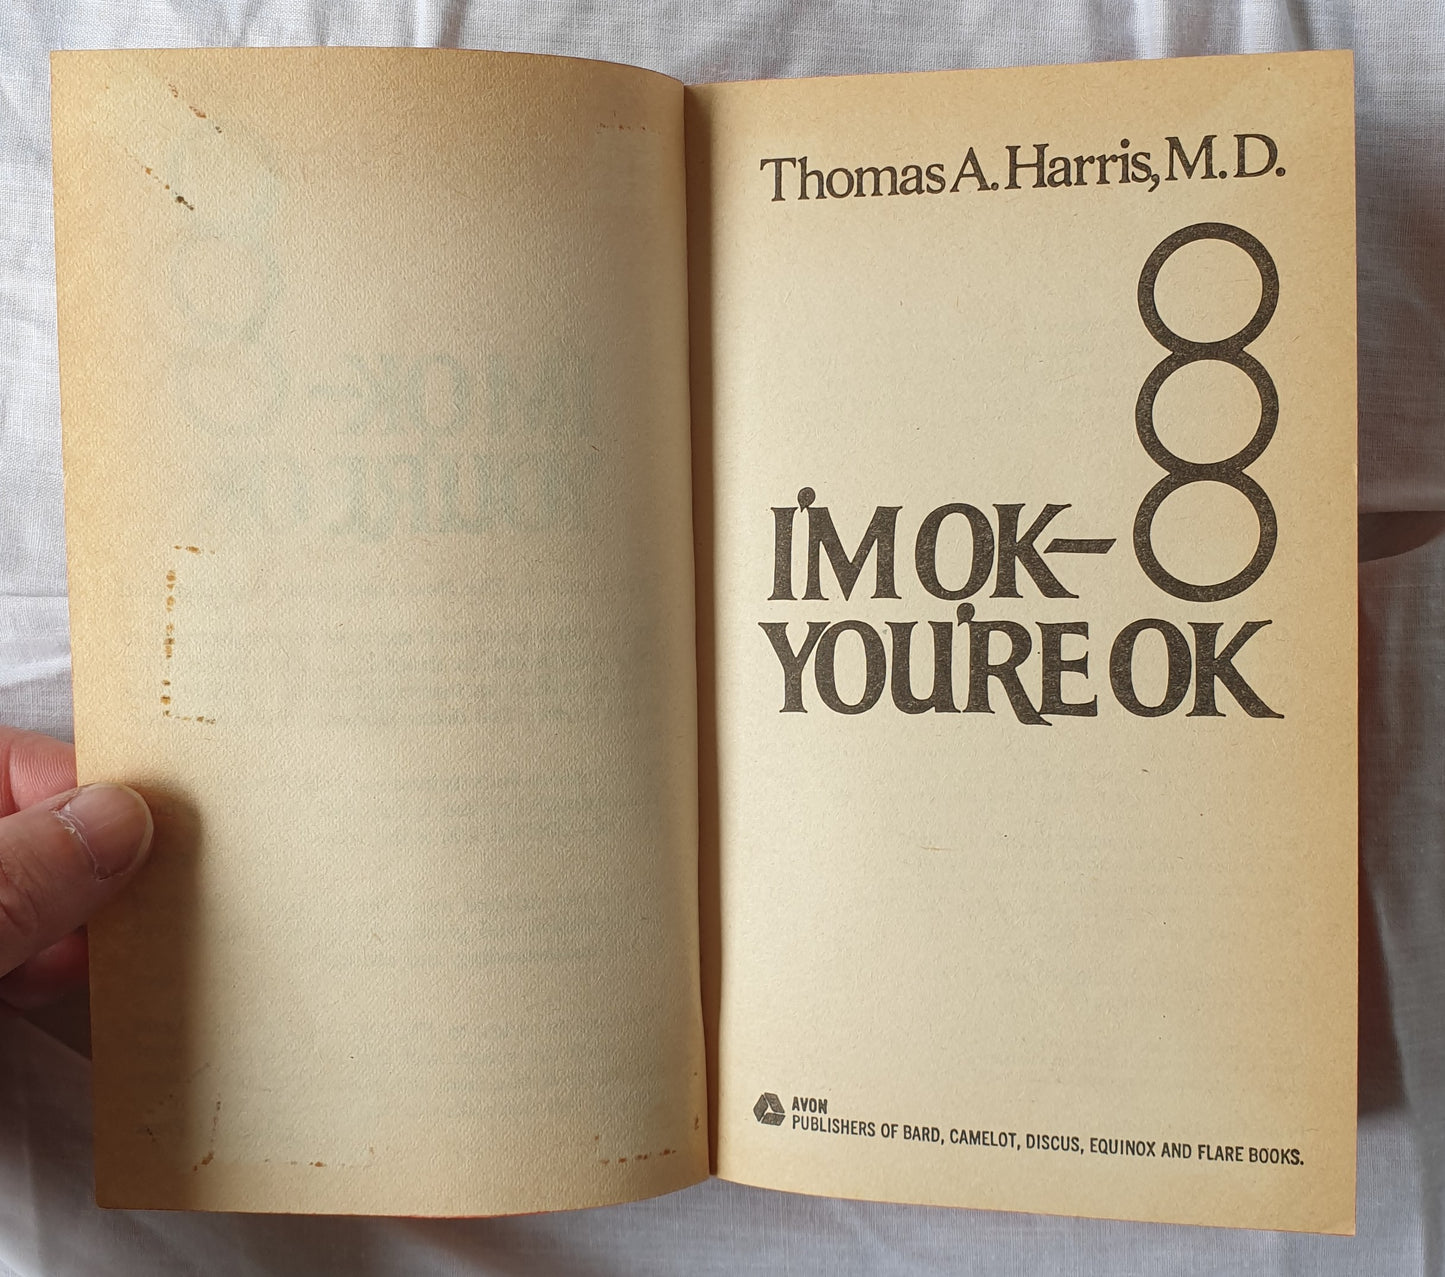 Thomas A. Harris, M.D.
I'M OK–
YOU'RE OK
AVON
PUBLISHERS OF BARD, CAMELOT, DISCUS, EQUINOX AND FLARE BOOKS.